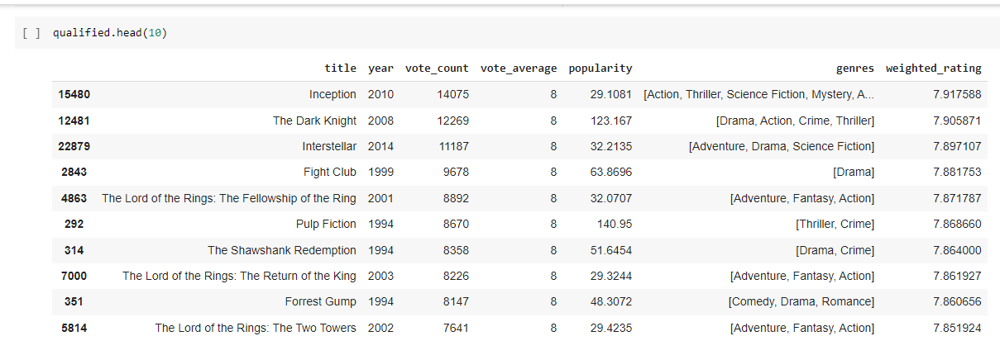 [ ] qualified.head(10)
title year vote_count vote_average popularity genres weighted_rating
15480 Inception 2010 14075 8 29.1081 [Action, Thriller, Science Fiction, Mystery, A... 7.917588
12481 The Dark Knight 2008 12269 8 123.167 [Drama, Action, Crime, Thriller] 7.905871
22879 Interstellar 2014 11187 8 32.2135 [Adventure, Drama, Science Fiction] 7.897107
2843 Fight Club 1999 9678 8 63.8696 [Drama] 7.881753
4863 The Lord of the Rings: The Fellowship of the Ring 2001 8892 8 32.0707 [Adventure, Fantasy, Action] 7.871787
292 Pulp Fiction 1994 8670 8 140.95 [Thriller, Crime] 7.868660
314 The Shawshank Redemption 1994 8358 8 51.6454 [Drama, Crime] 7.864000
7000 The Lord of the Rings: The Return of the King 2003 8226 8 29.3244 [Adventure, Fantasy, Action] 7.861927
351 Forrest Gump 1994 8147 8 48.3072 [Comedy, Drama, Romance] 7.860656
5814 The Lord of the Rings: The Two Towers 2002 7641 8 29.4235 [Adventure, Fantasy, Action] 7.851924